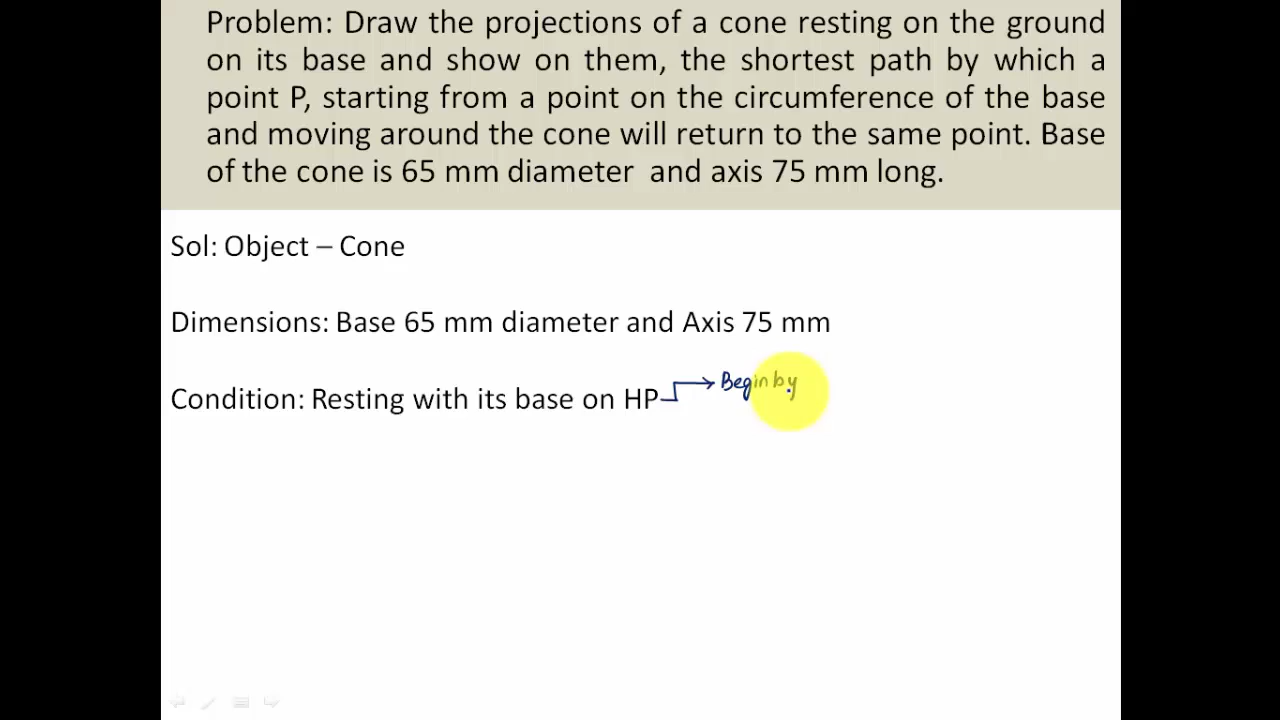 Problem: Draw the projections of a cone resting on the ground
on its base and show on them, the shortest path by which a
point P, starting from a point on the circumference of the base
and moving around the cone will return to the same point. Base
of the cone is 65 mm diameter and axis 75 mm long.
Sol: Object – Cone
Dimensions: Base 65 mm diameter and Axis 75 mm
Condition: Resting with its base on HP
Begin by